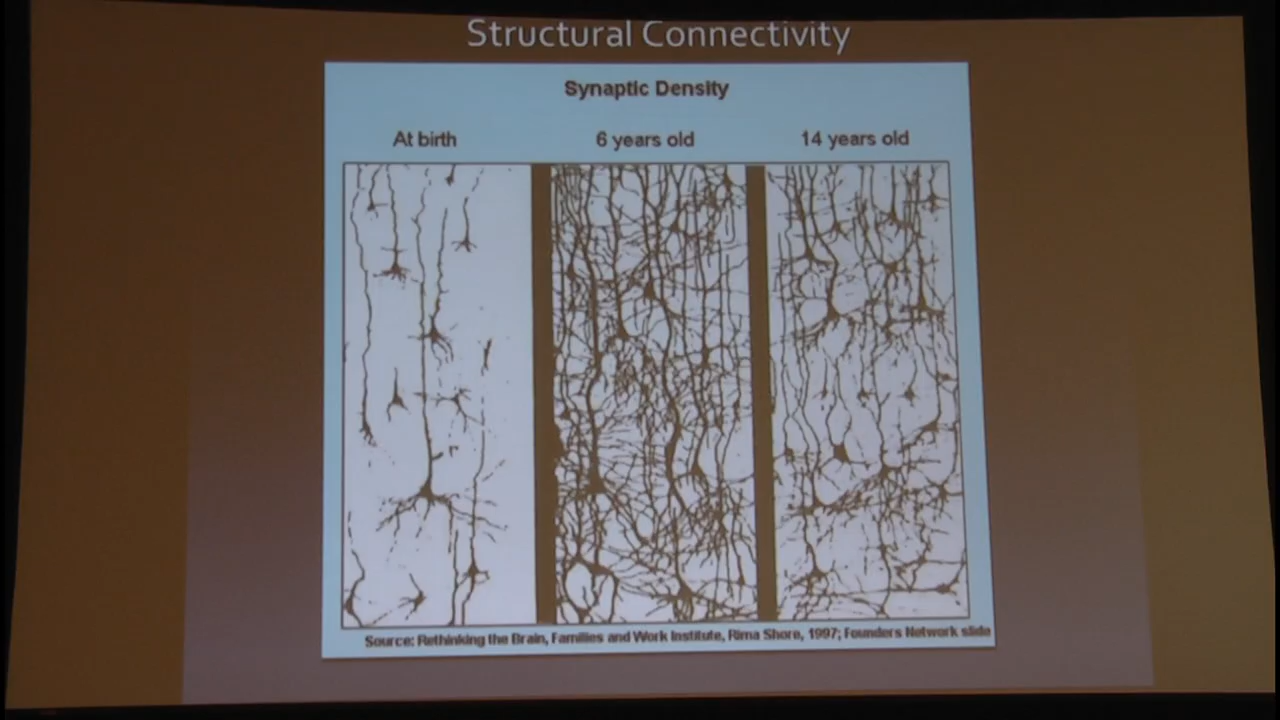 Structural Connectivity
Synaptic Density
At birth 6 years old 14 years old
Source: Rethinking the Brain, Families and Work Institute, Rima Shore, 1997; Founders Network slide